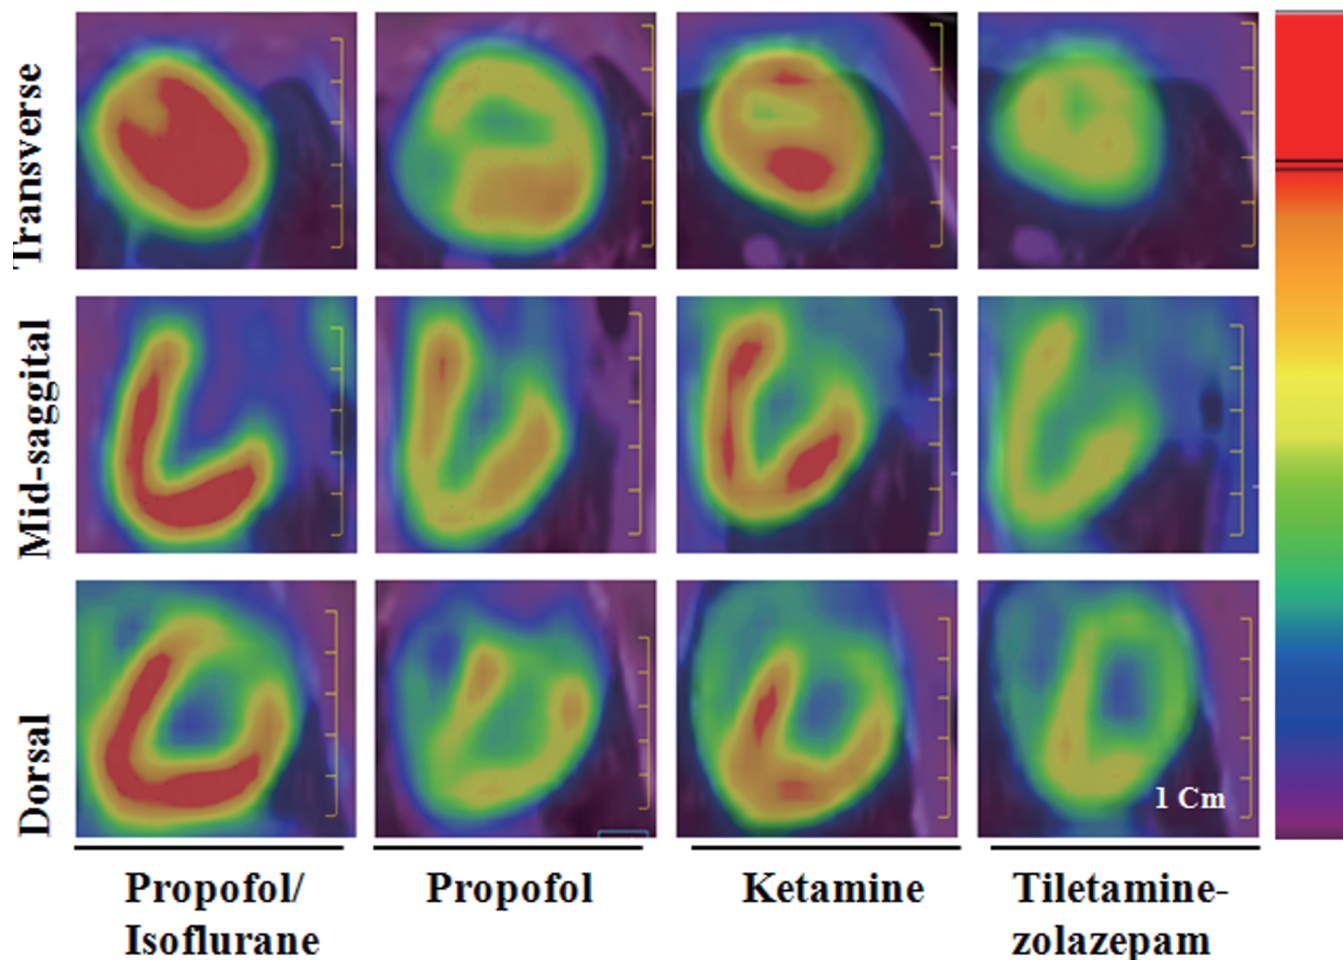 Transverse
Mid-saggital
Dorsal
1 Cm
Propofol/
Isoflurane
Propofol
Ketamine
Tiletamine-
zolazepam